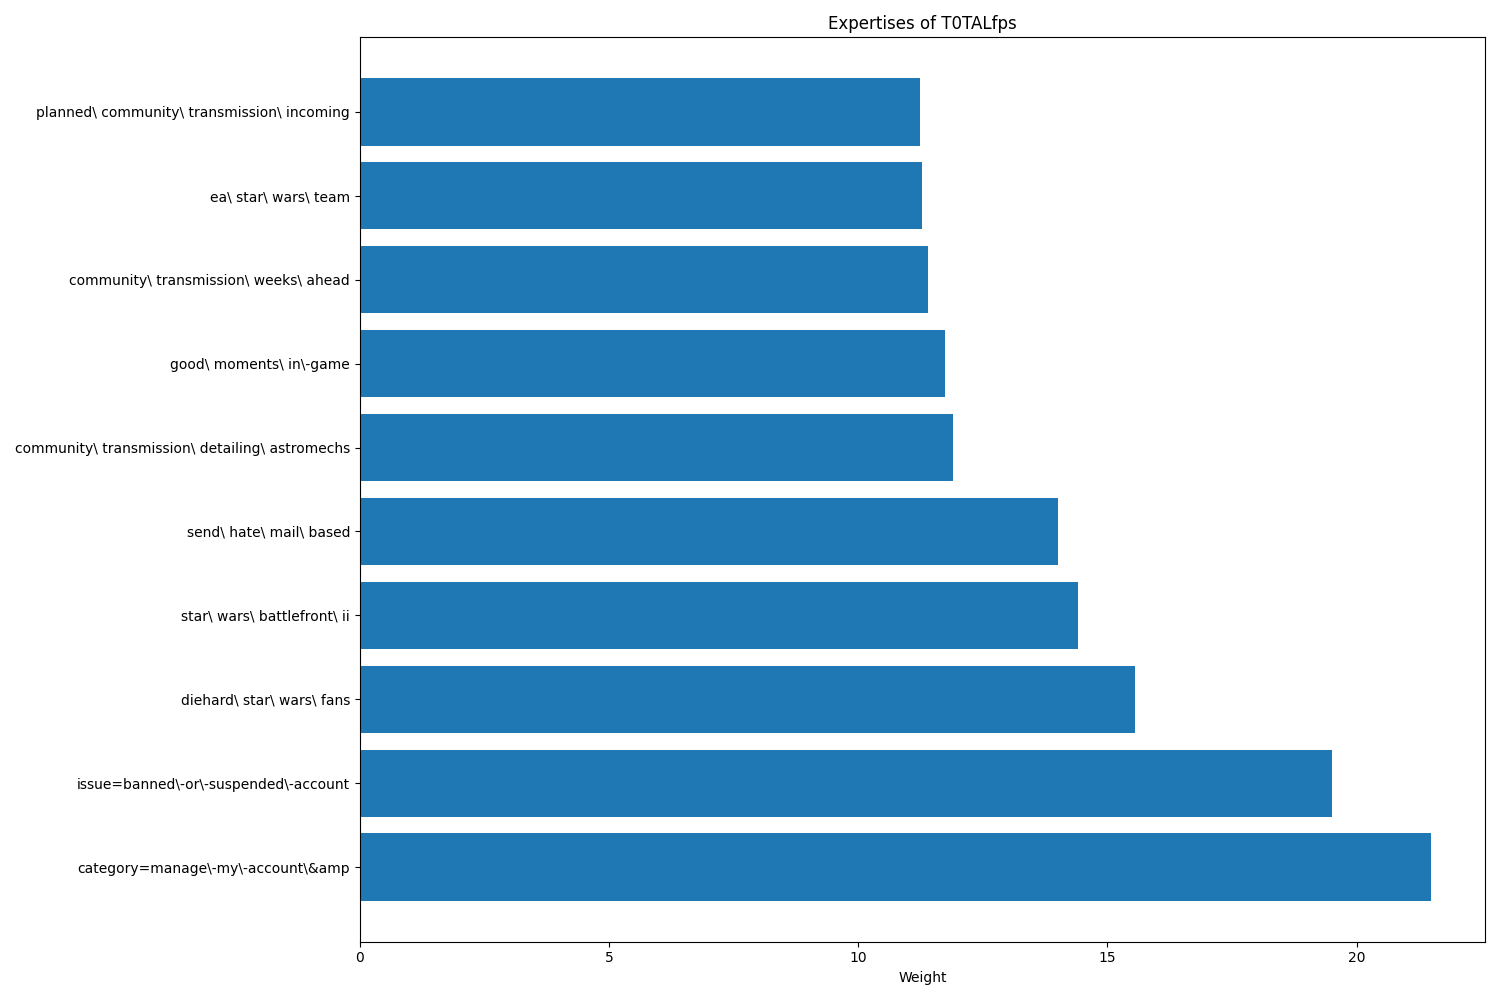 Expertises of T0TALfps
planned\ community\ transmission\ incoming
ea\ star\ wars\ team
community\ transmission\ weeks\ ahead
good\ moments\ in\-game
community\ transmission\ detailing\ astromechs
send\ hate\ mail\ based
star\ wars\ battlefront\ ii
diehard\ star\ wars\ fans
issue=banned\-or\-suspended\-account
category=manage\-my\-account\&amp
0 5 10 15 20
Weight